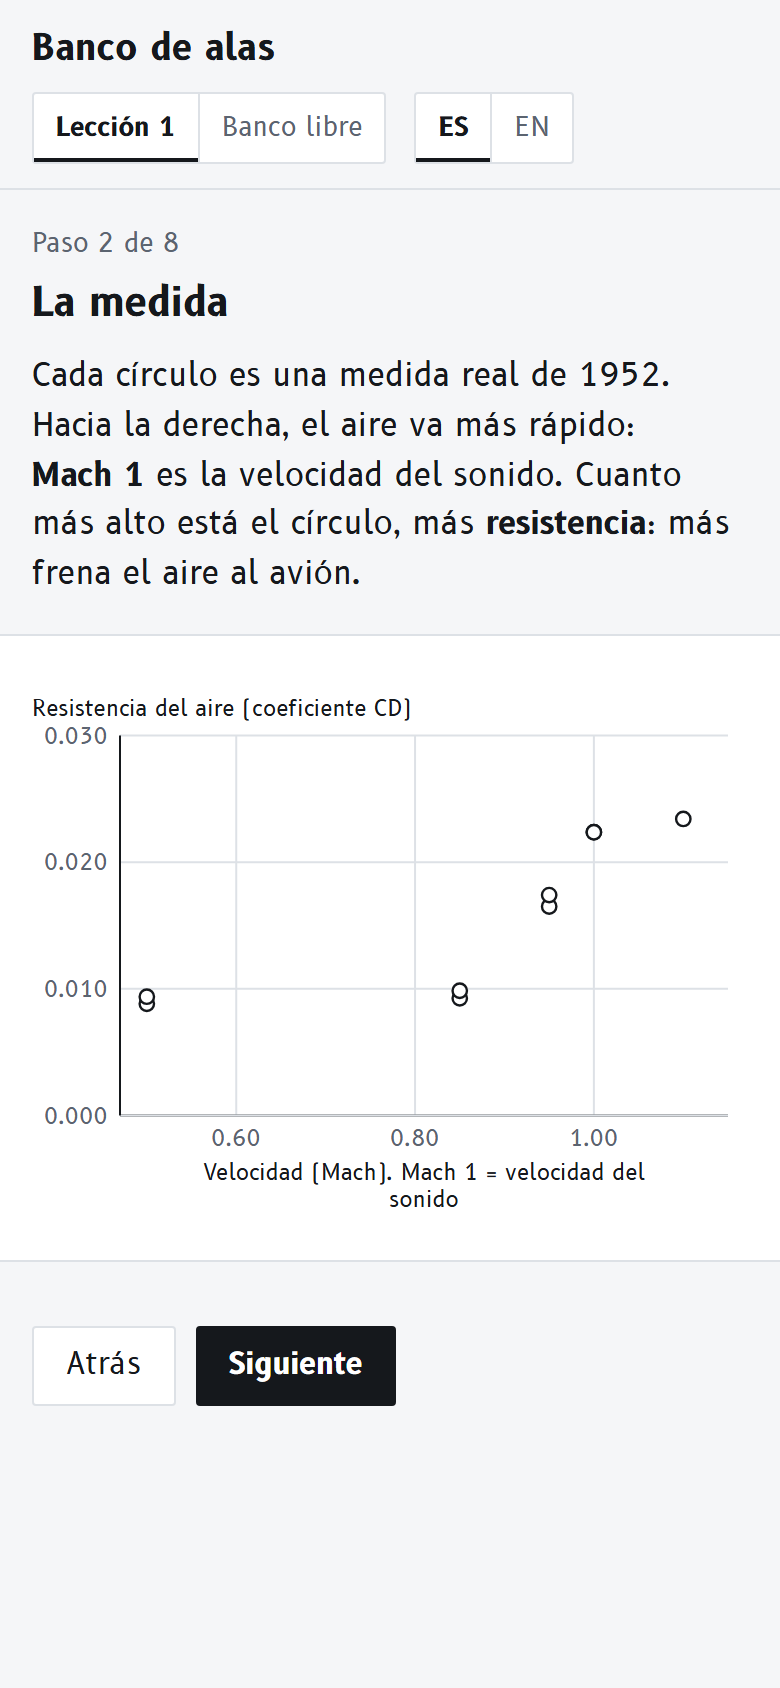 Banco de alas
Lección 1
Banco libre
ES
EN
Paso 2 de 8
La medida
Cada círculo es una medida real de 1952.
Hacia la derecha, el aire va más rápido:
Mach 1 es la velocidad del sonido. Cuanto
más alto está el círculo, más resistencia: más
frena el aire al avión.
Resistencia del aire (coeficiente CD)
0.030
0.020
0.010
0.000
0.60
0.80
1.00
Velocidad (Mach). Mach 1 = velocidad del
sonido
Atrás
Siguiente